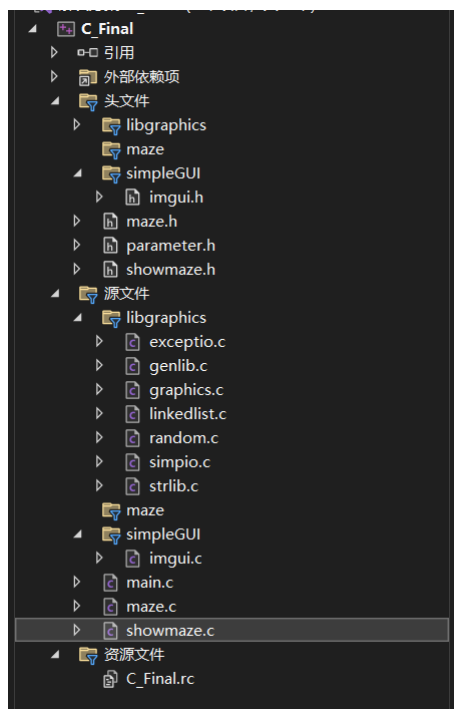 C_Final
引用
外部依赖项
头文件
libgraphics
maze
simpleGUI
imgui.h
maze.h
parameter.h
showmaze.h
源文件
libgraphics
exceptio.c
genlib.c
graphics.c
linkedlist.c
random.c
simpio.c
strlib.c
maze
simpleGUI
imgui.c
main.c
maze.c
showmaze.c
资源文件
C_Final.rc